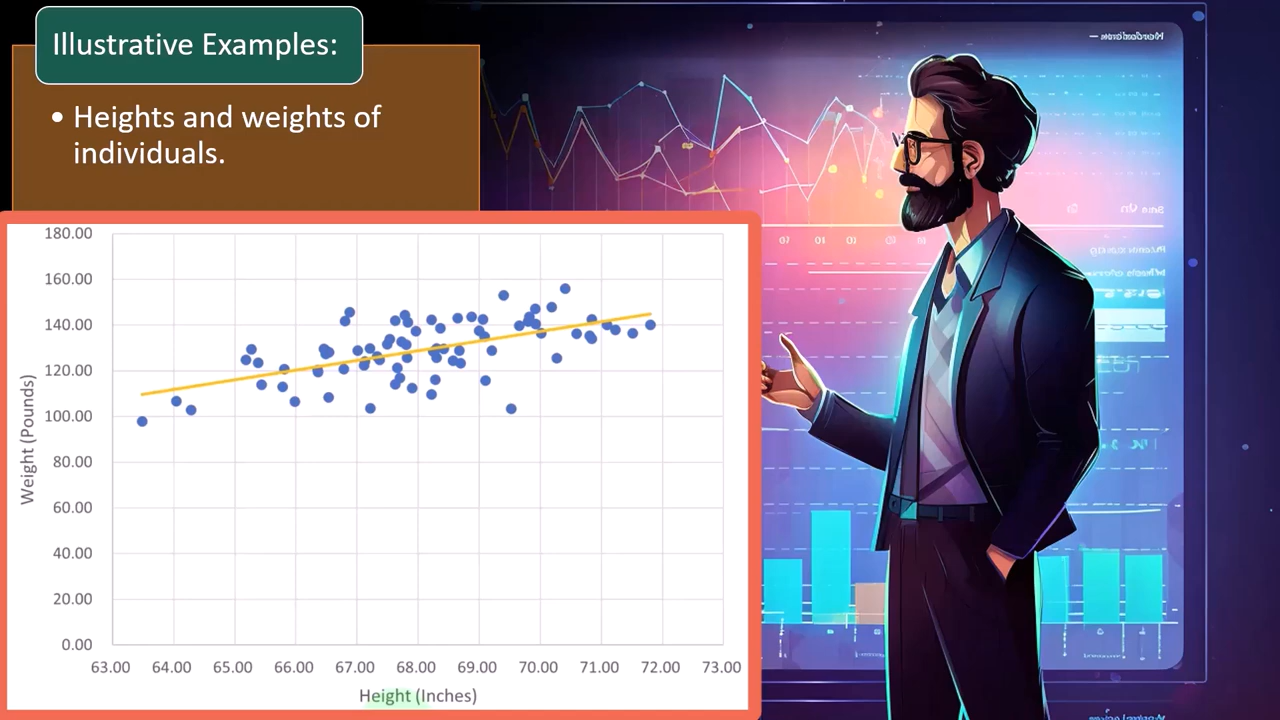 Illustrative Examples:
• Heights and weights of
individuals.
180.00
160.00
140.00
120.00
100.00
80.00
60.00
40.00
20.00
0.00
Weight (Pounds)
63.00 64.00 65.00 66.00 67.00 68.00 69.00 70.00 71.00 72.00 73.00
Height (Inches)